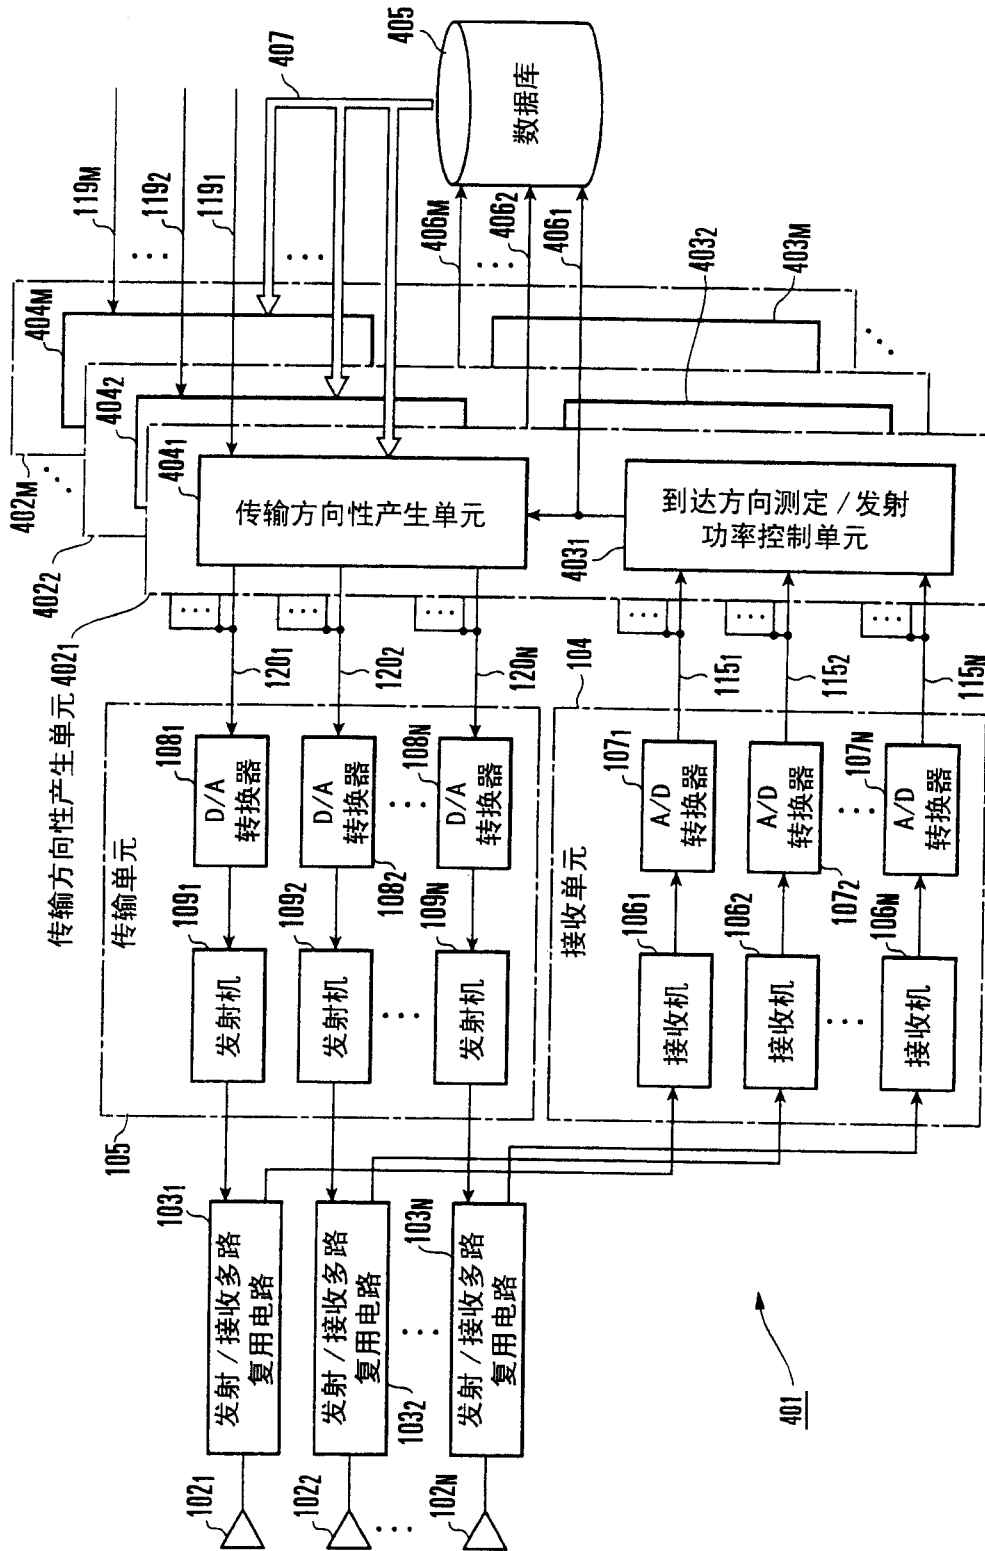 102₁
102₂
102N
发射/接收多路
复用电路
103₁
发射/接收多路
复用电路
103₂
发射/接收多路
复用电路
103N
105
传输单元
发射机
109₁
发射机
109₂
发射机
109N
D/A
转换器
108₁
D/A
转换器
108₂
D/A
转换器
108N
120₁
120₂
120N
接收单元
104
接收机
106₁
接收机
106₂
接收机
106N
A/D
转换器
107₁
A/D
转换器
107₂
A/D
转换器
107N
115₁
115₂
115N
传输方向性产生单元402₁
402₂
402M
传输方向性产生单元
404₁
404₂
404M
到达方向测定/发射
功率控制单元
403₁
403₂
403M
119M
119₂
119₁
407
406M
406₂
406₁
数据库
405
401